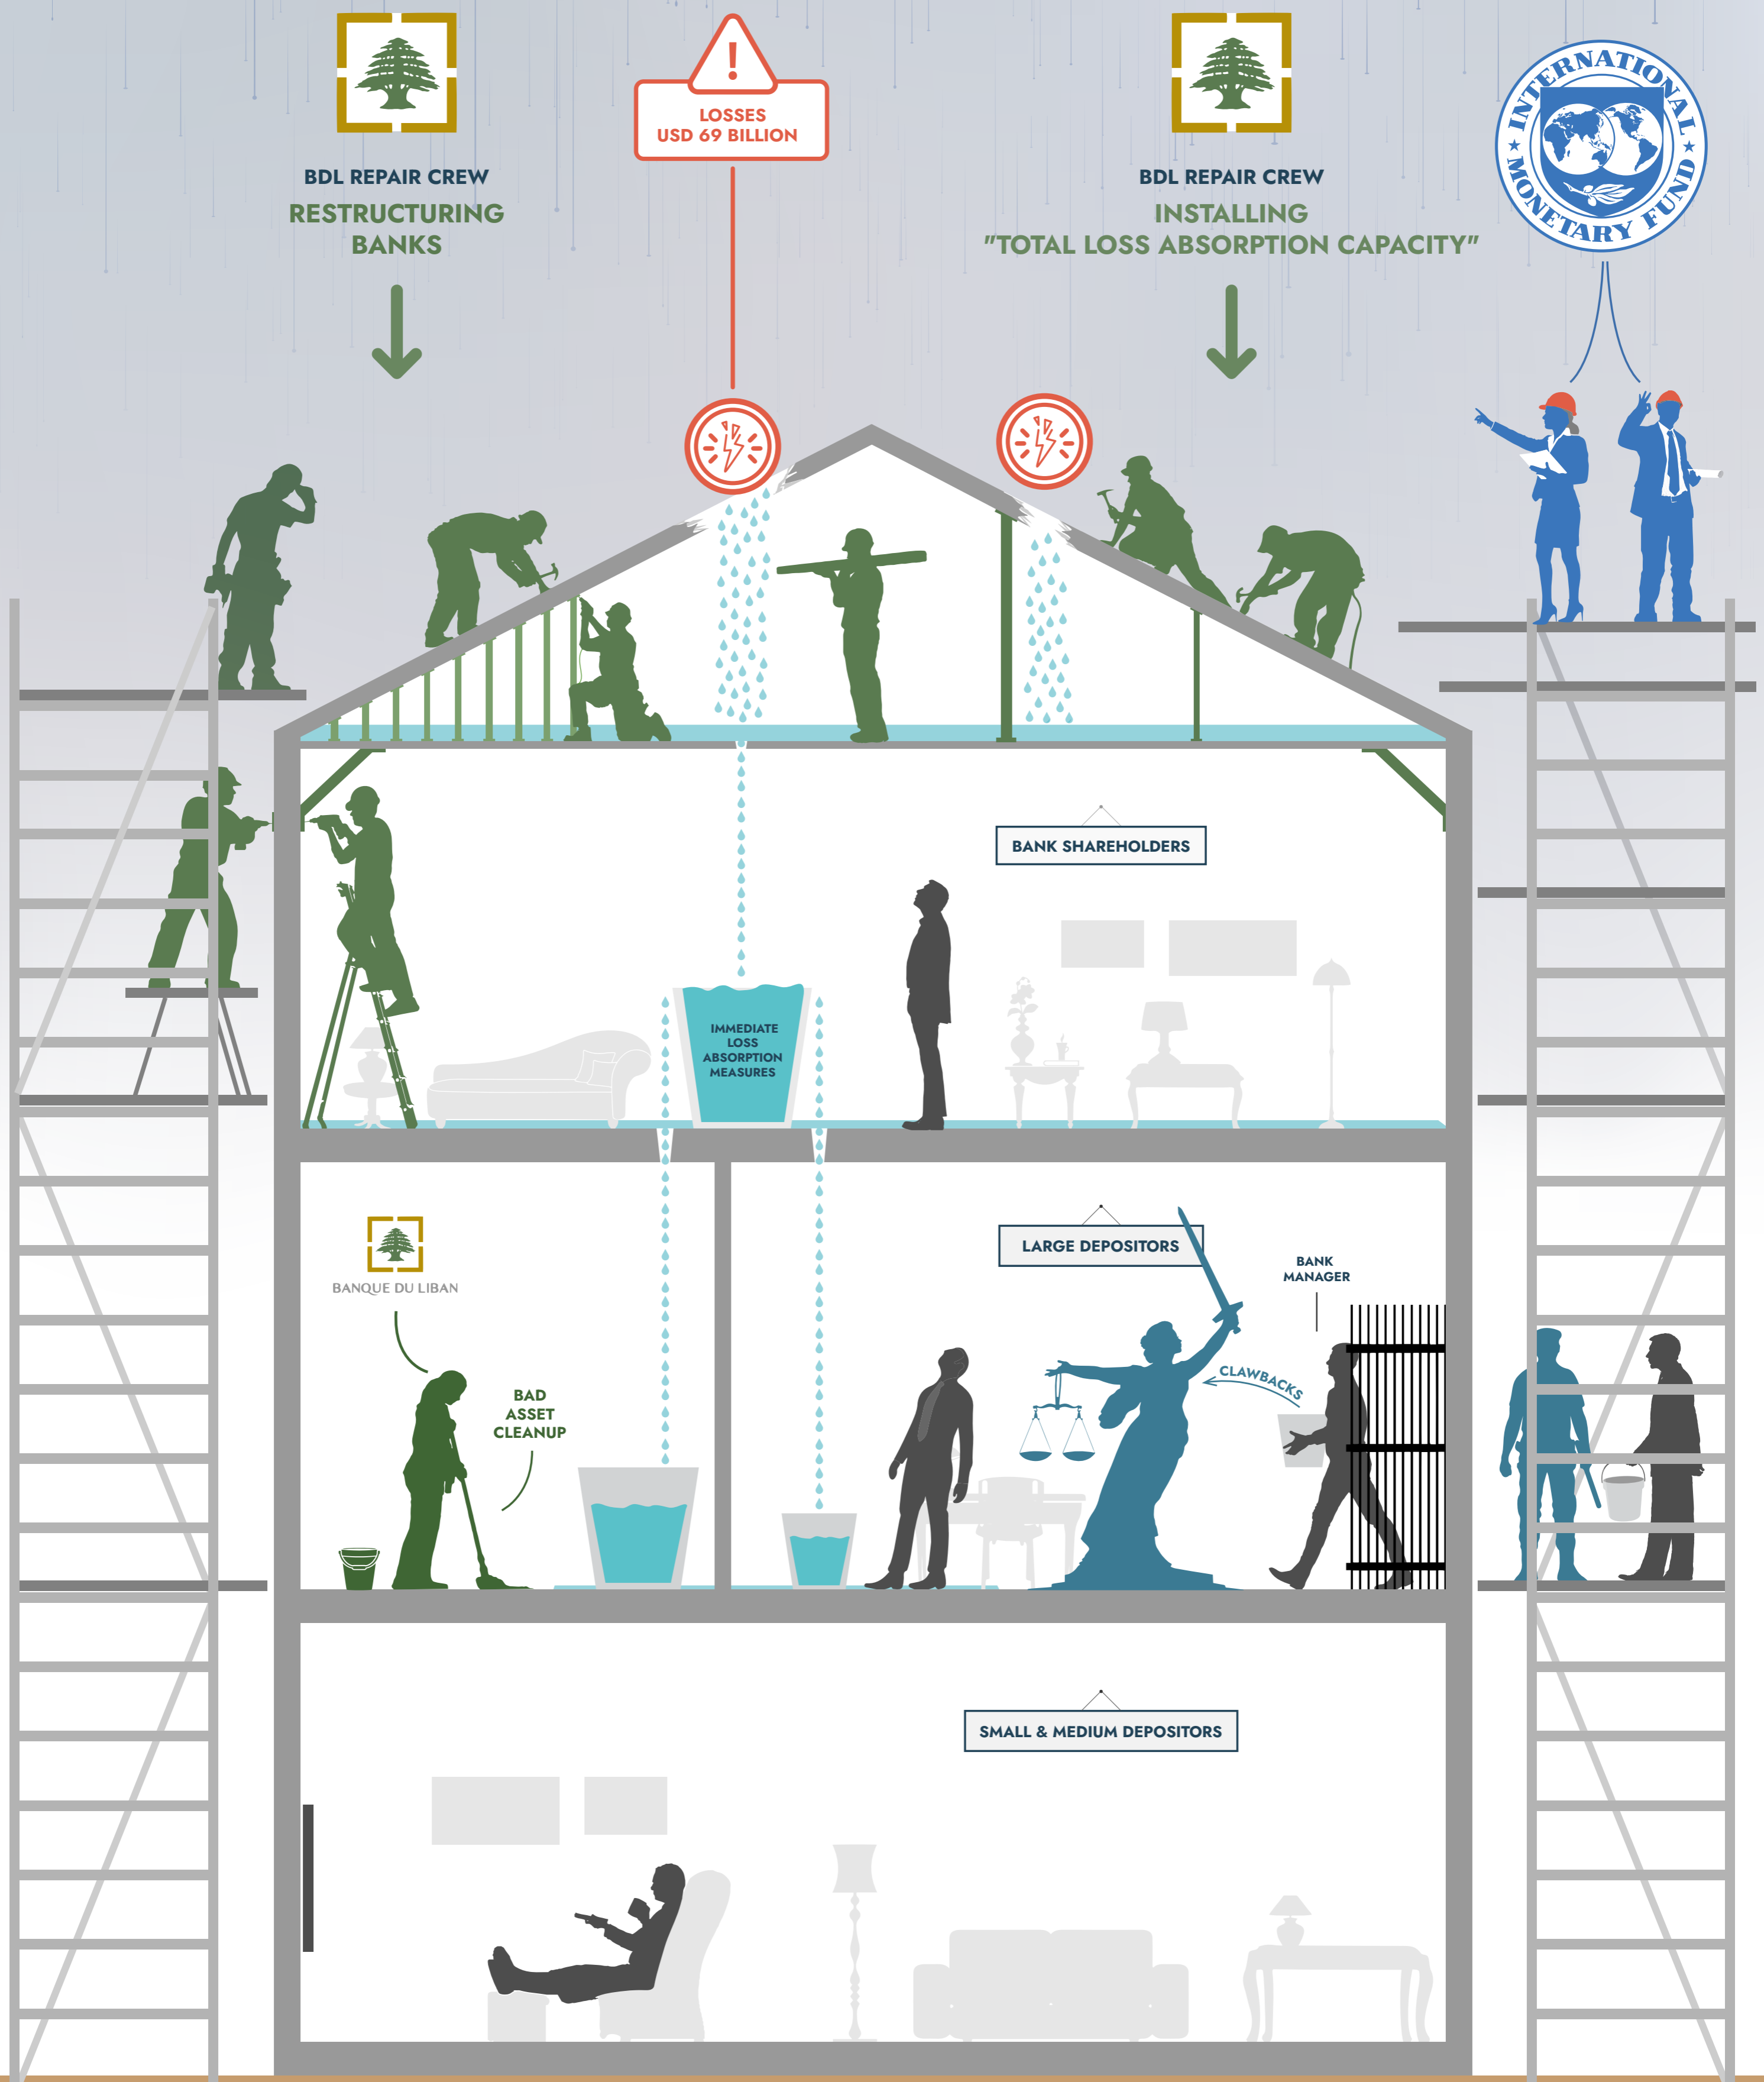 LOSSES
USD 69 BILLION
INTERNATIONAL
MONETARY FUND
BDL REPAIR CREW
RESTRUCTURING
BANKS
BDL REPAIR CREW
INSTALLING
"TOTAL LOSS ABSORPTION CAPACITY"
BANK SHAREHOLDERS
IMMEDIATE
LOSS
ABSORPTION
MEASURES
BANQUE DU LIBAN
BAD
ASSET
CLEANUP
LARGE DEPOSITORS
BANK
MANAGER
CLAWBACKS
SMALL & MEDIUM DEPOSITORS